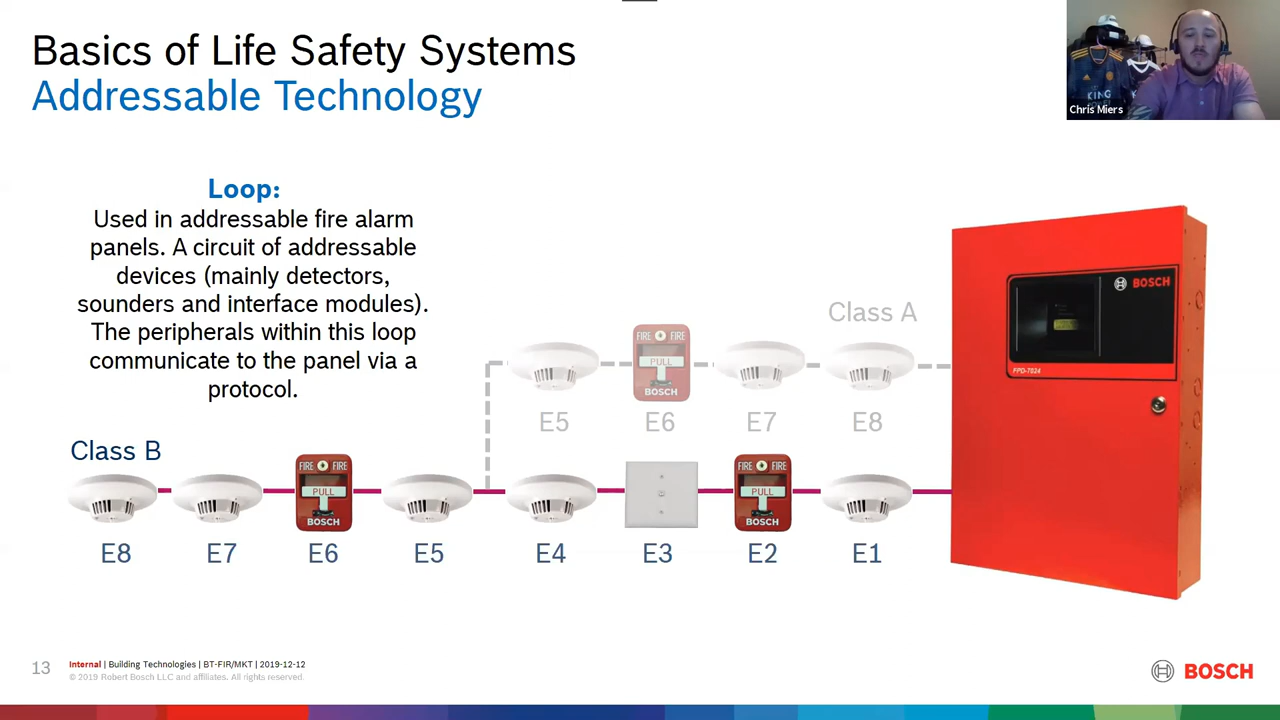 Basics of Life Safety Systems
Addressable Technology
Chris Miers
Loop:
Used in addressable fire alarm
panels. A circuit of addressable
devices (mainly detectors,
sounders and interface modules).
The peripherals within this loop
communicate to the panel via a
protocol.
Class A
FIRE FIRE
PULL
BOSCH
E5 E6 E7 E8
BOSCH
FPD-7024
Class B
FIRE FIRE
PULL
BOSCH
FIRE FIRE
PULL
BOSCH
E8 E7 E6 E5 E4 E3 E2 E1
13
Internal | Building Technologies | BT-FIR/MKT | 2019-12-12
© 2019 Robert Bosch LLC and affiliates. All rights reserved.
BOSCH